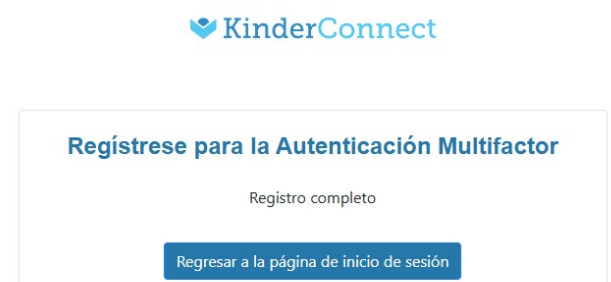 KinderConnect
Regístrese para la Autenticación Multifactor
Registro completo
Regresar a la página de inicio de sesión